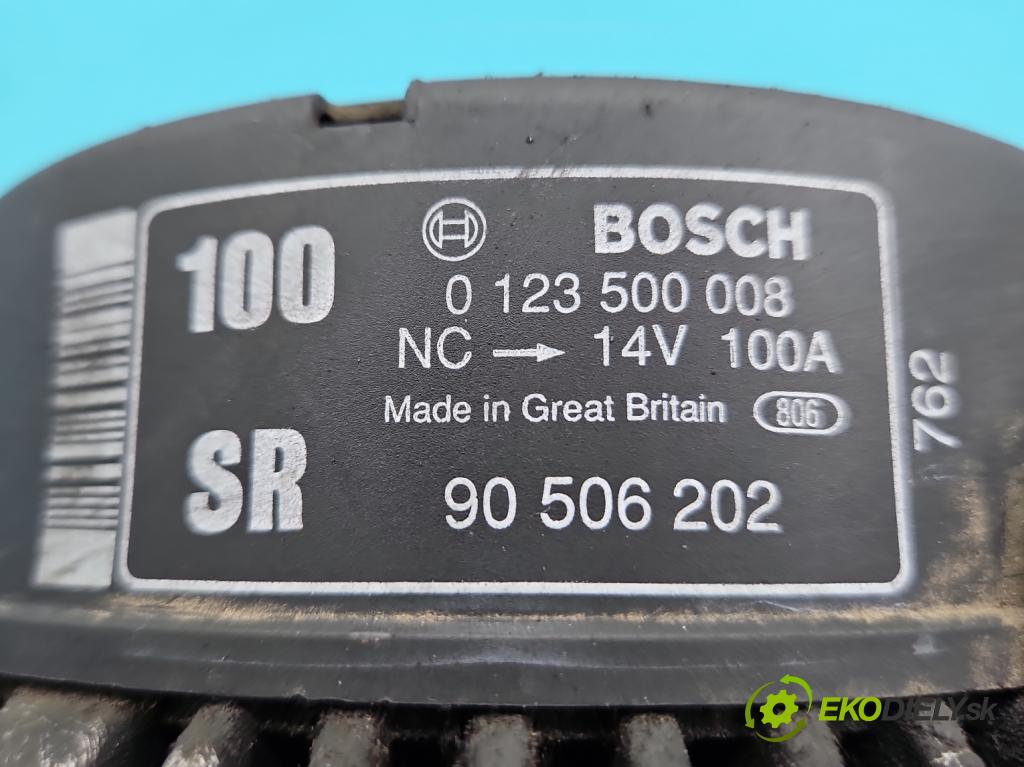 100
BOSCH
0 123 500 008
NC → 14V 100A
Made in Great Britain 806
SR
90 506 202
762
EKODIELY.sk